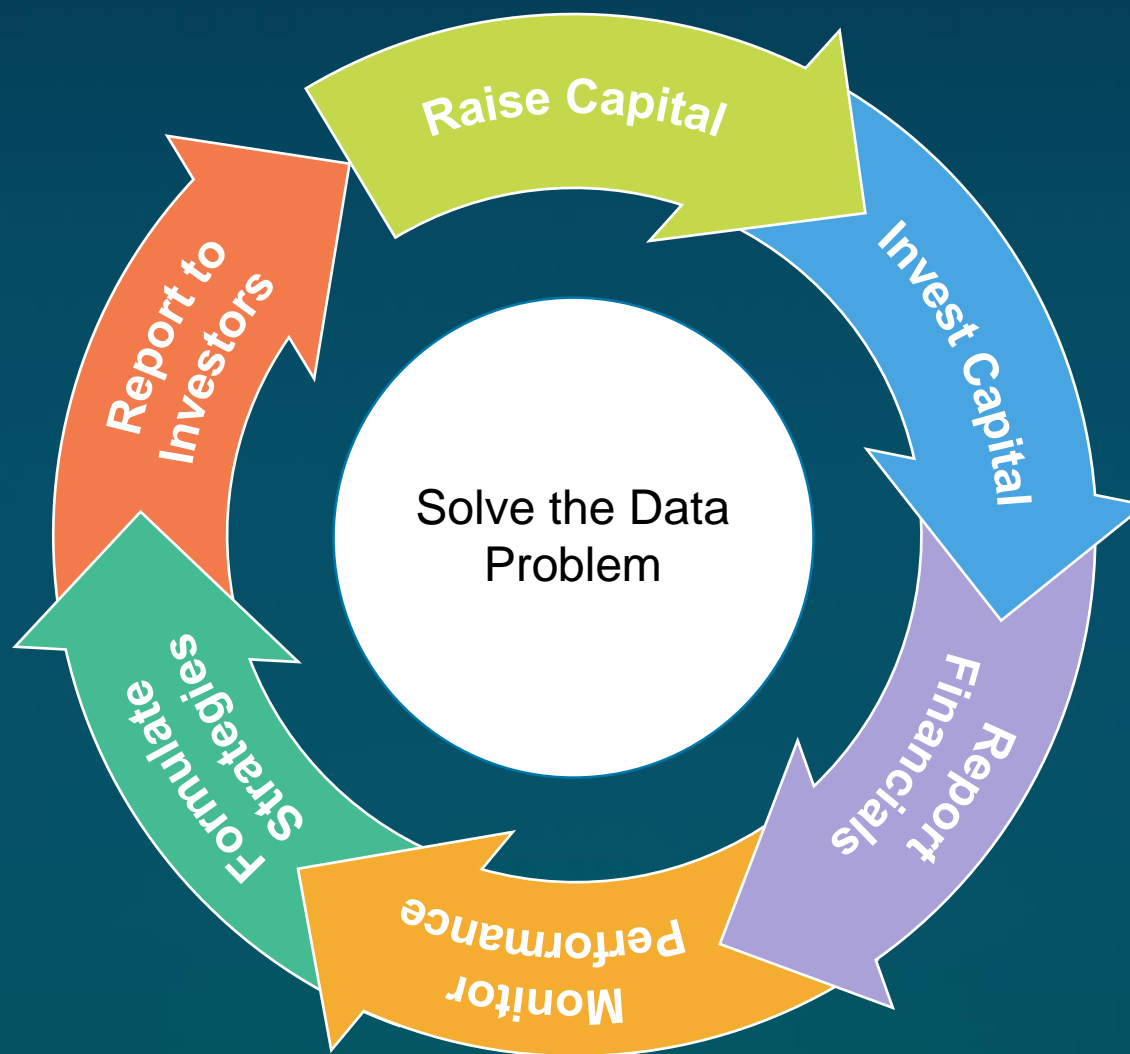 Raise Capital
Invest Capital
Report
Financials
Monitor
Performance
Formulate
Strategies
Report to
Investors
Solve the Data
Problem